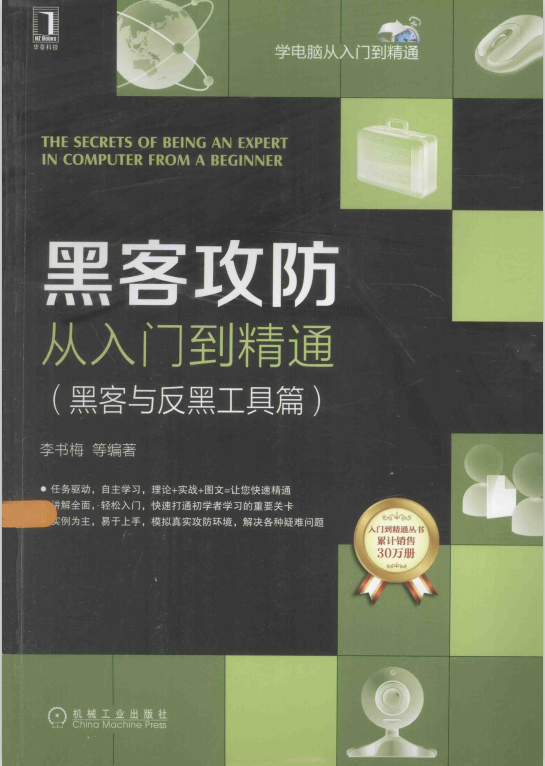 HZ Books
华章科技
学电脑从入门到精通
THE SECRETS OF BEING AN EXPERT
IN COMPUTER FROM A BEGINNER
黑客攻防
从入门到精通
（黑客与反黑工具篇）
李书梅 等编著
● 任务驱动，自主学习，理论+实战+图文=让您快速精通
讲解全面，轻松入门，快速打通初学者学习的重要关卡
实例为主，易于上手，模拟真实攻防环境，解决各种疑难问题
入门到精通丛书
累计销售
30万册
机械工业出版社
China Machine Press